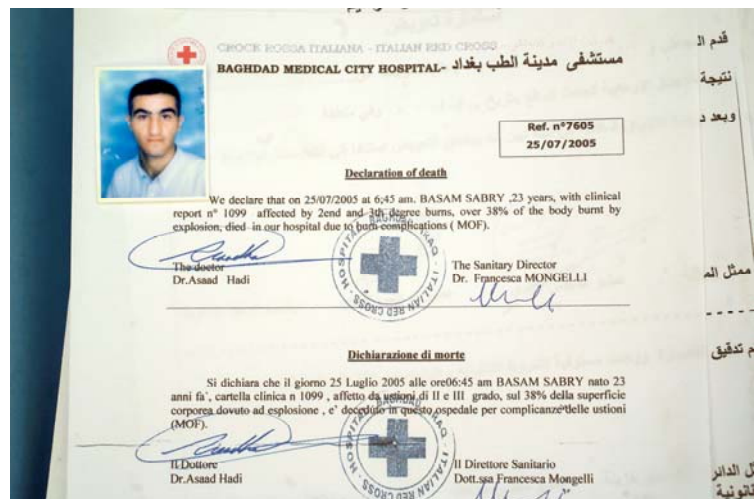 CROCE ROSSA ITALIANA - ITALIAN RED CROSS
BAGHDAD MEDICAL CITY HOSPITAL- مستشفى مدينة الطب بغداد
قدم ال
نتيجة
وبعد د
Ref. n°7605
25/07/2005
Declaration of death
We declare that on 25/07/2005 at 6;45 am. BASAM SABRY ,23 years, with clinical
report n° 1099 affected by 2end and 3th degree burns, over 38% of the body burnt by
explosion, died in our hospital due to burn complications ( MOF).
The doctor
Dr.Asaad Hadi
The Sanitary Director
Dr. Francesca MONGELLI
HOSPITAL BAGHDAD IRAQ - ITALIAN RED CROSS
ممثل الم
م تدقيق
Dichiarazione di morte
Si dichiara che il giorno 25 Luglio 2005 alle ore06:45 am BASAM SABRY nato 23
anni fa', cartella clinica n 1099 , affetto da ustioni di II e III grado, sul 38% della superficie
corporea dovuto ad esplosione , e' deceduto in questo ospedale per complicanze delle ustioni
(MOF).
Il Dottore
Dr.Asaad Hadi
Il Direttore Sanitario
Dott.ssa Francesca Mongelli
ل الدائر